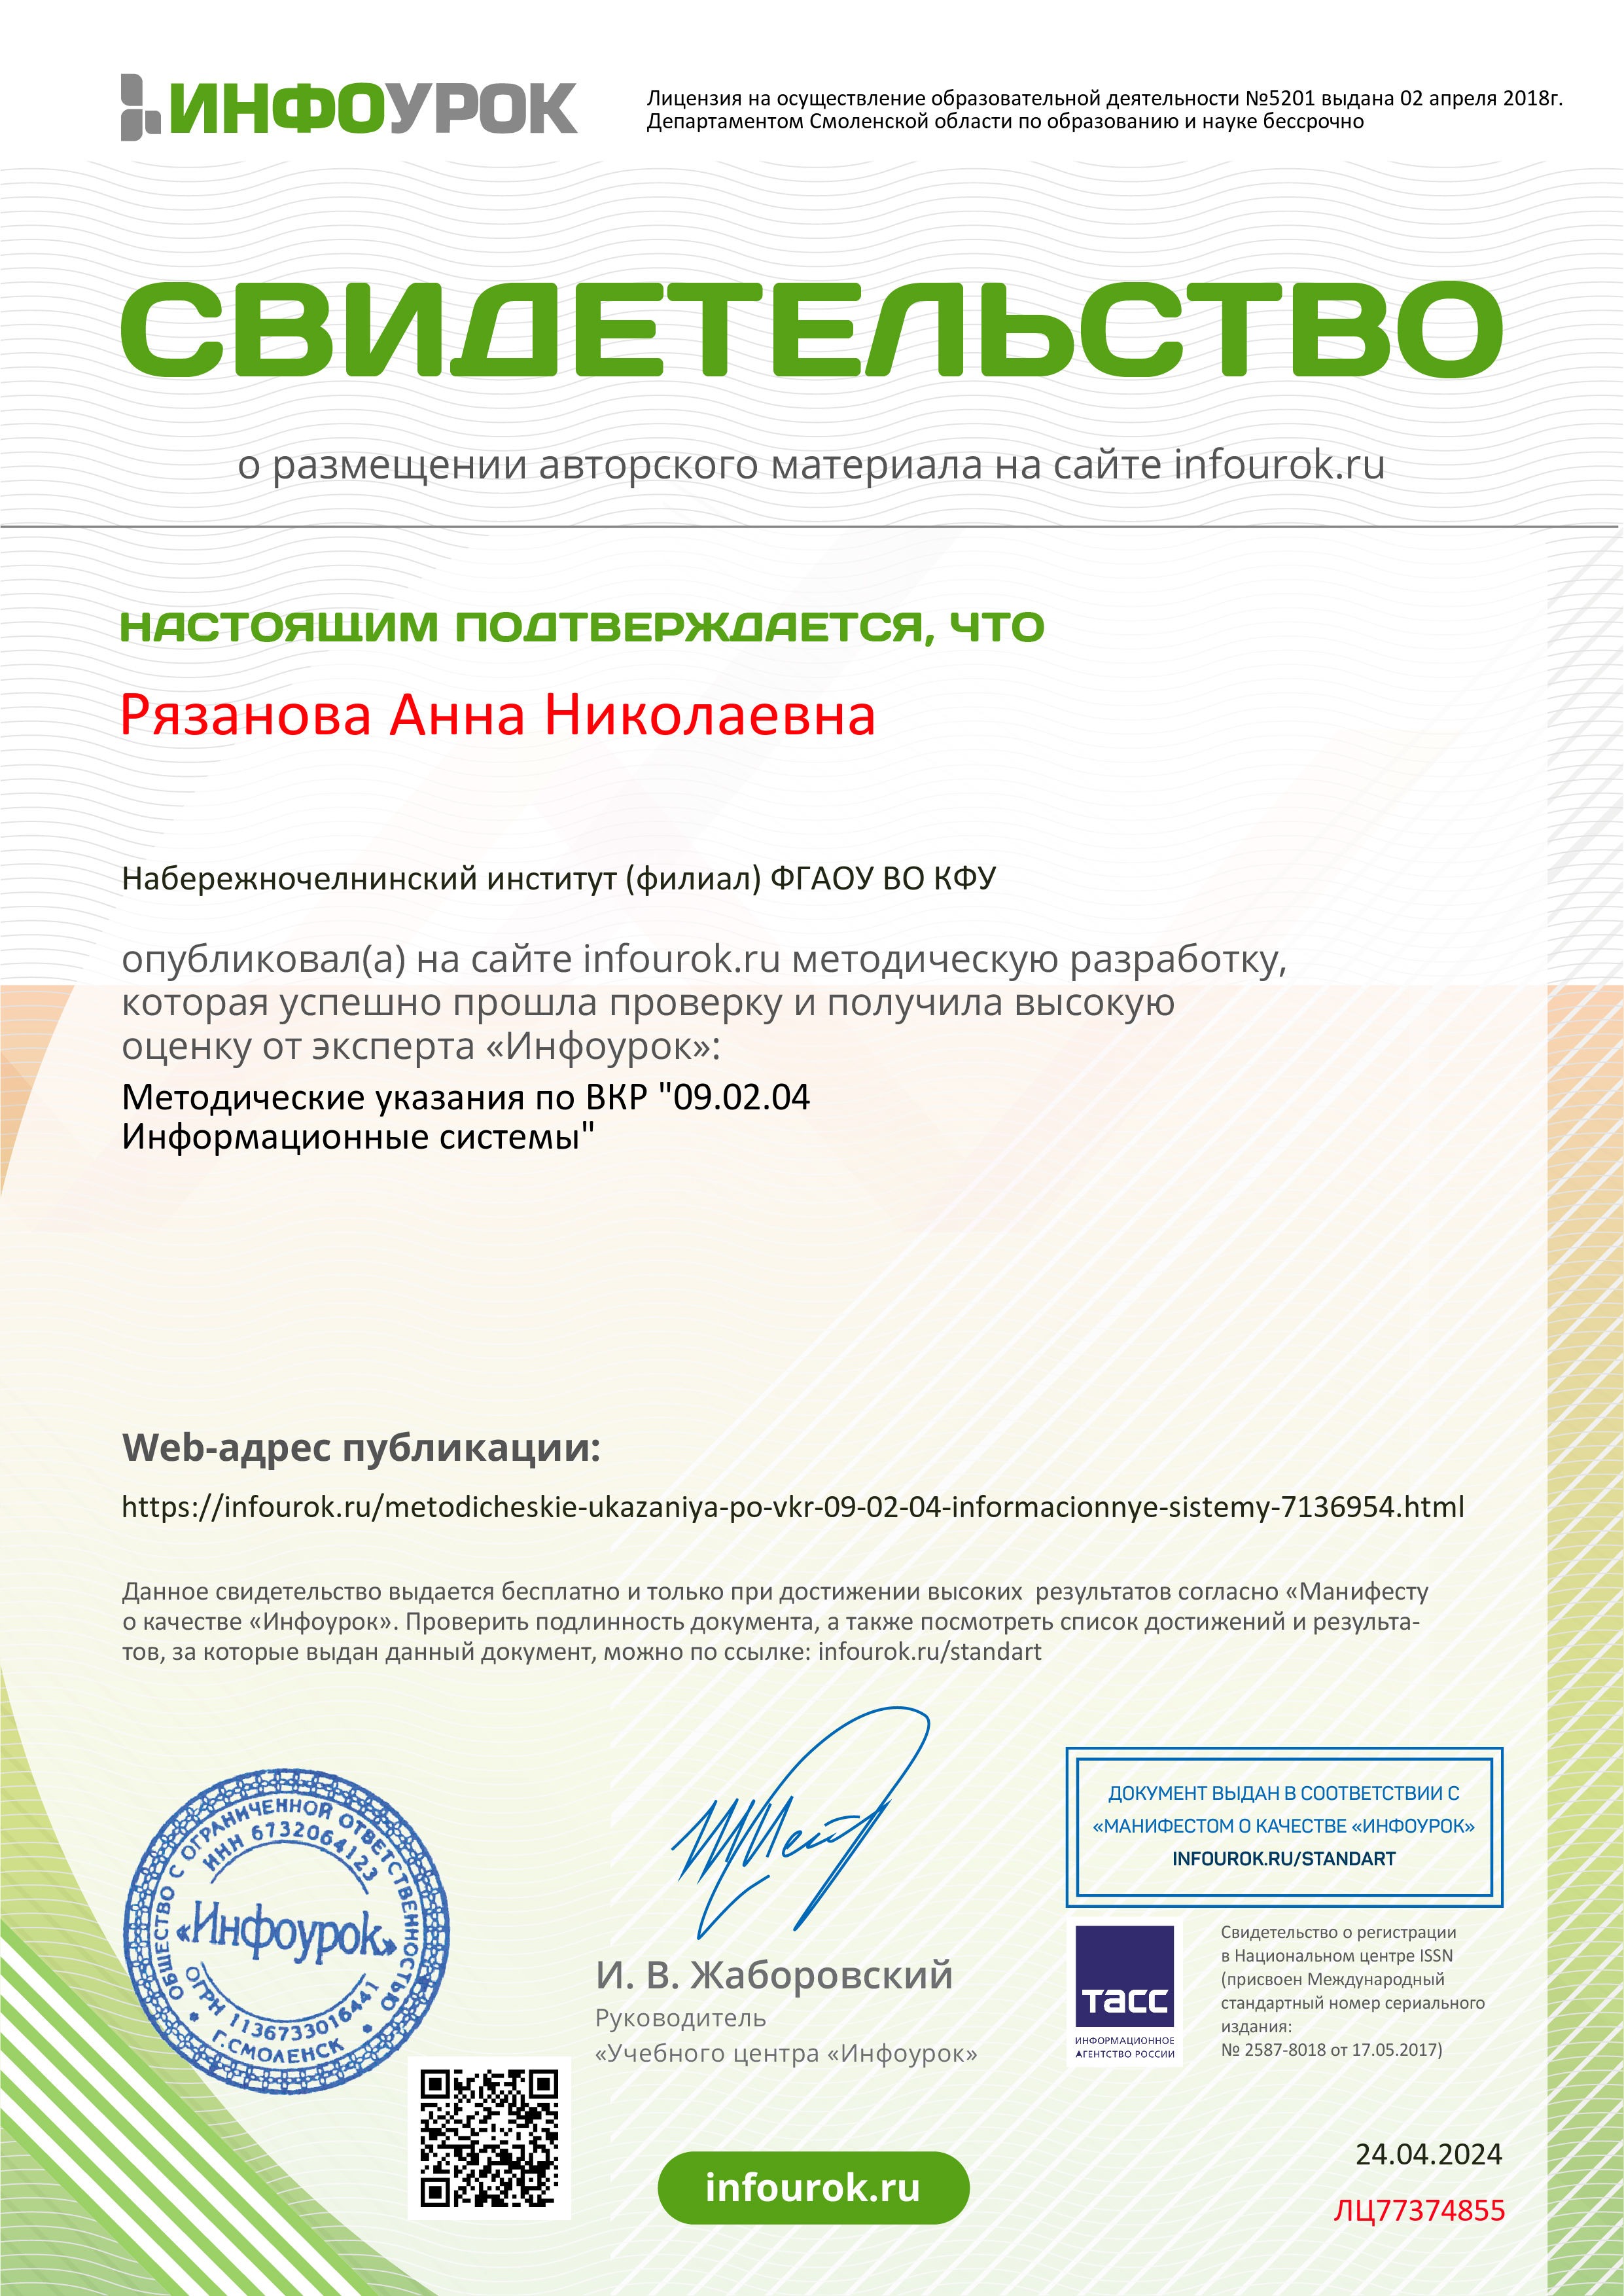 ИНФОУРОК
Лицензия на осуществление образовательной деятельности №5201 выдана 02 апреля 2018г.
Департаментом Смоленской области по образованию и науке бессрочно
СВИДЕТЕЛЬСТВО
о размещении авторского материала на сайте infourok.ru
НАСТОЯЩИМ ПОДТВЕРЖДАЕТСЯ, ЧТО
Рязанова Анна Николаевна
Набережночелнинский институт (филиал) ФГАОУ ВО КФУ
опубликовал(а) на сайте infourok.ru методическую разработку,
которая успешно прошла проверку и получила высокую
оценку от эксперта «Инфоурок»:
Методические указания по ВКР "09.02.04
Информационные системы"
Web-адрес публикации:
https://infourok.ru/metodicheskie-ukazaniya-po-vkr-09-02-04-informacionnye-sistemy-7136954.html
Данное свидетельство выдается бесплатно и только при достижении высоких результатов согласно «Манифесту
о качестве «Инфоурок». Проверить подлинность документа, а также посмотреть список достижений и результа-
тов, за которые выдан данный документ, можно по ссылке: infourok.ru/standart
ОБЩЕСТВО С ОГРАНИЧЕННОЙ ОТВЕТСТВЕННОСТЬЮ
ИНН 6732064123
«Инфоурок»
ОГРН 1136733016441
Г.СМОЛЕНСК
И. В. Жаборовский
Руководитель
«Учебного центра «Инфоурок»
ДОКУМЕНТ ВЫДАН В СООТВЕТСТВИИ С
«МАНИФЕСТОМ О КАЧЕСТВЕ «ИНФОУРОК»
INFOUROK.RU/STANDART
ТАСС
ИНФОРМАЦИОННОЕ
АГЕНТСТВО РОССИИ
Свидетельство о регистрации
в Национальном центре ISSN
(присвоен Международный
стандартный номер сериального
издания:
№ 2587-8018 от 17.05.2017)
infourok.ru
24.04.2024
ЛЦ77374855